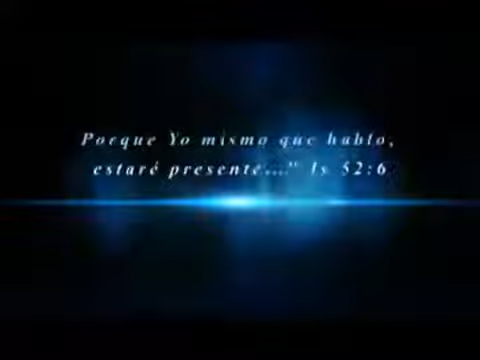 Porque Yo mismo que hablo,
estaré presente...." Is 52:6